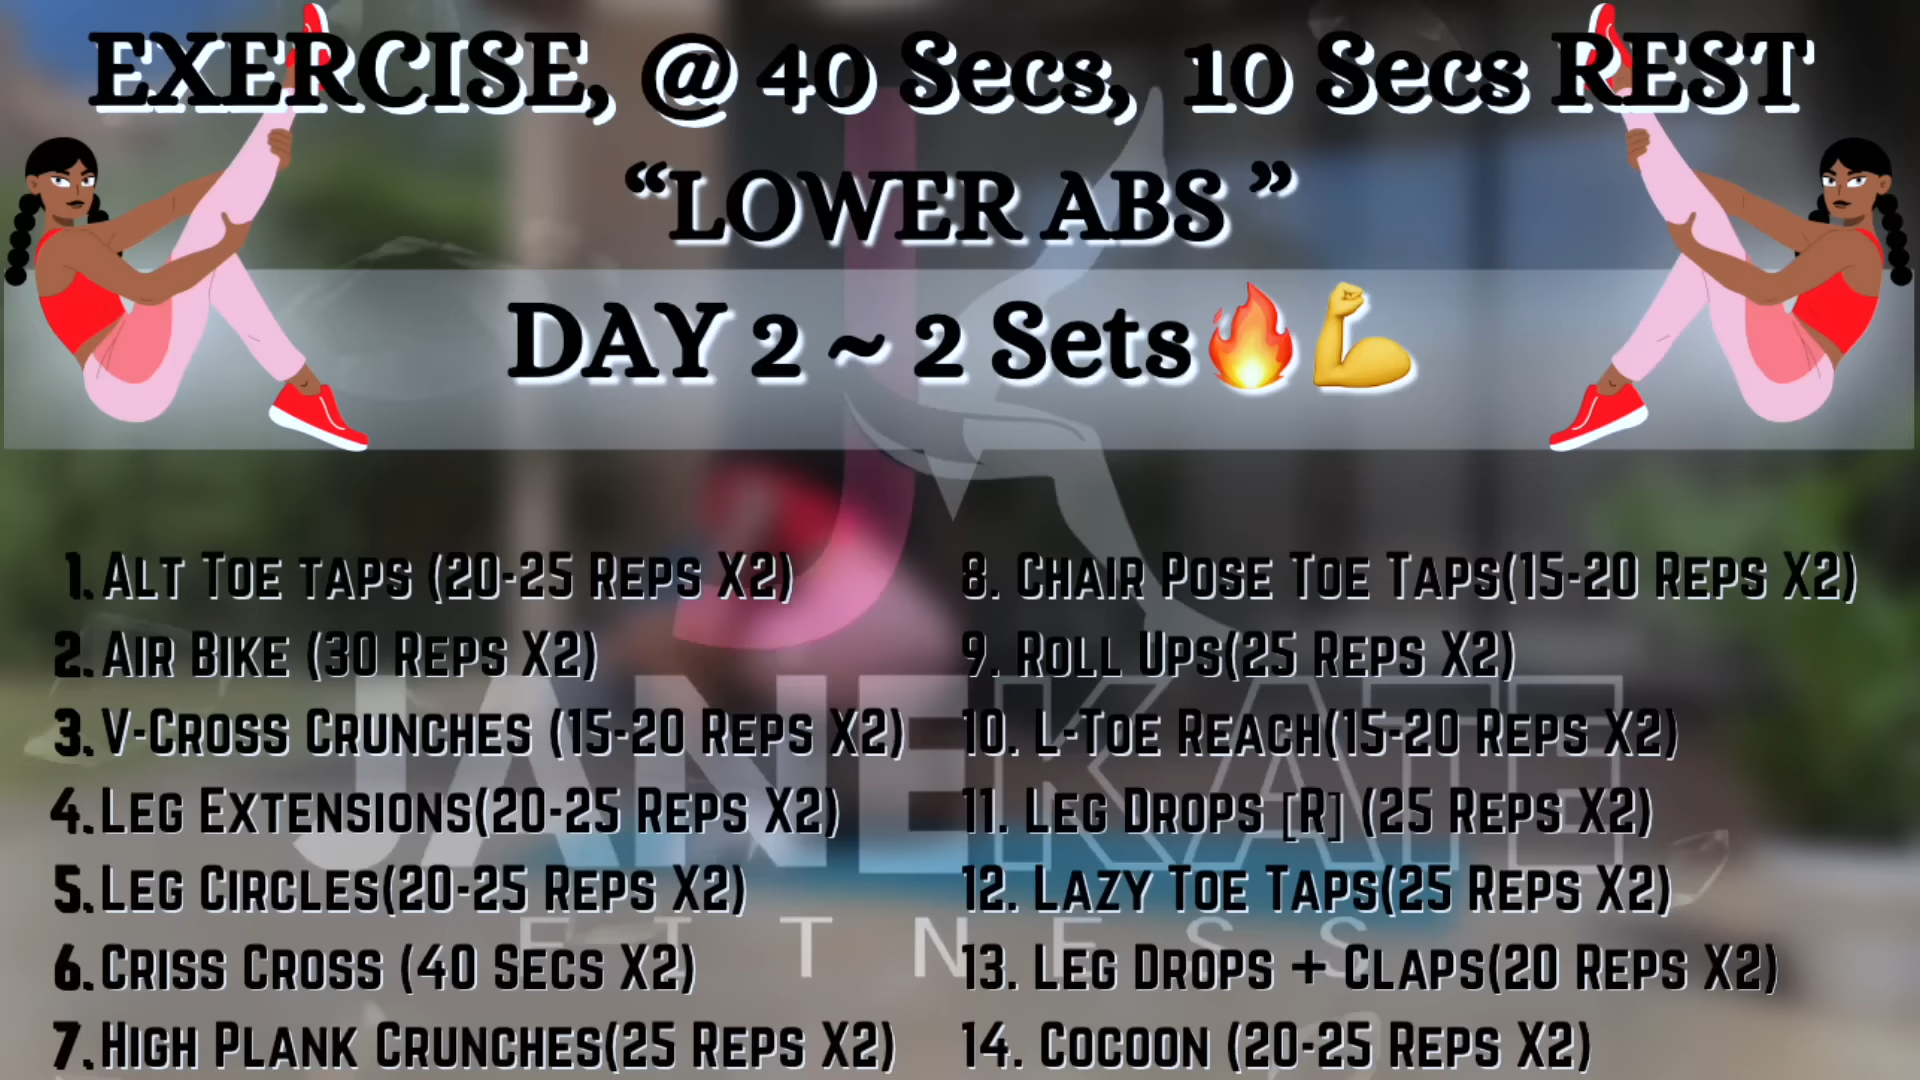 EXERCISE, @ 40 Secs, 10 Secs REST
“LOWER ABS ”
DAY 2 ~ 2 Sets🔥💪
1. ALT TOE TAPS (20-25 REPS X2)
2. AIR BIKE (30 REPS X2)
3. V-CROSS CRUNCHES (15-20 REPS X2)
4. LEG EXTENSIONS(20-25 REPS X2)
5. LEG CIRCLES(20-25 REPS X2)
6. CRISS CROSS (40 SECS X2)
7. HIGH PLANK CRUNCHES(25 REPS X2)
8. CHAIR POSE TOE TAPS(15-20 REPS X2)
9. ROLL UPS(25 REPS X2)
10. L-TOE REACH(15-20 REPS X2)
11. LEG DROPS [R] (25 REPS X2)
12. LAZY TOE TAPS(25 REPS X2)
13. LEG DROPS + CLAPS(20 REPS X2)
14. COCOON (20-25 REPS X2)
JK
JANEKATE
FITNESS